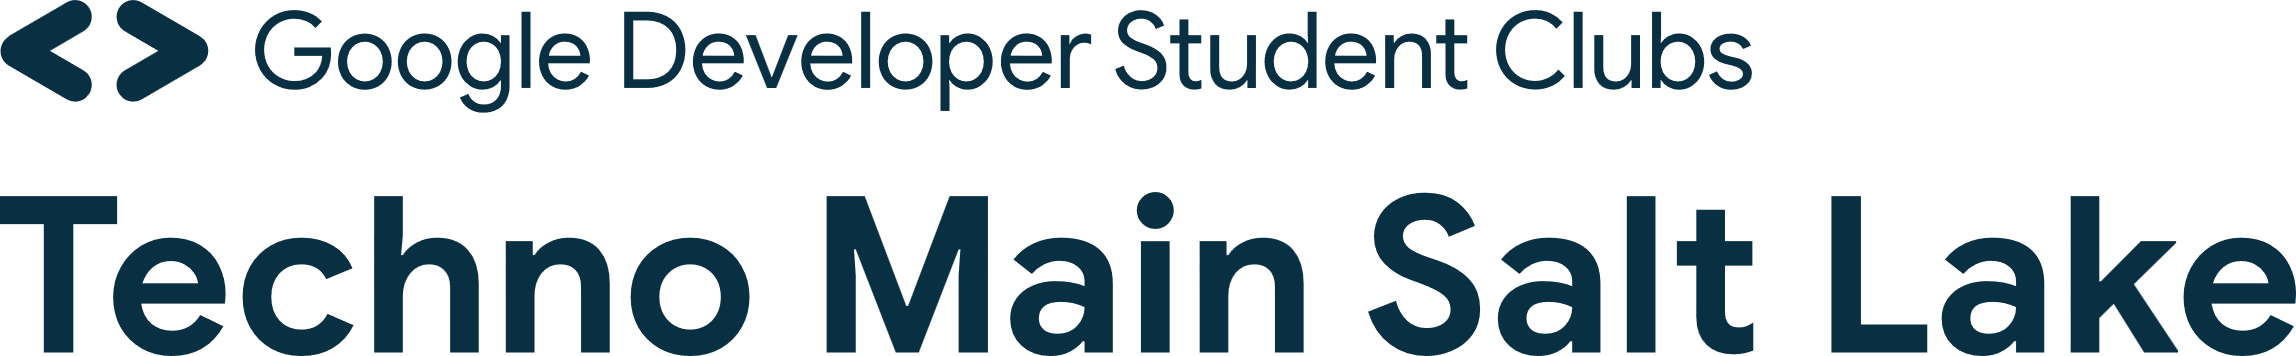 Google Developer Student Clubs
Techno Main Salt Lake